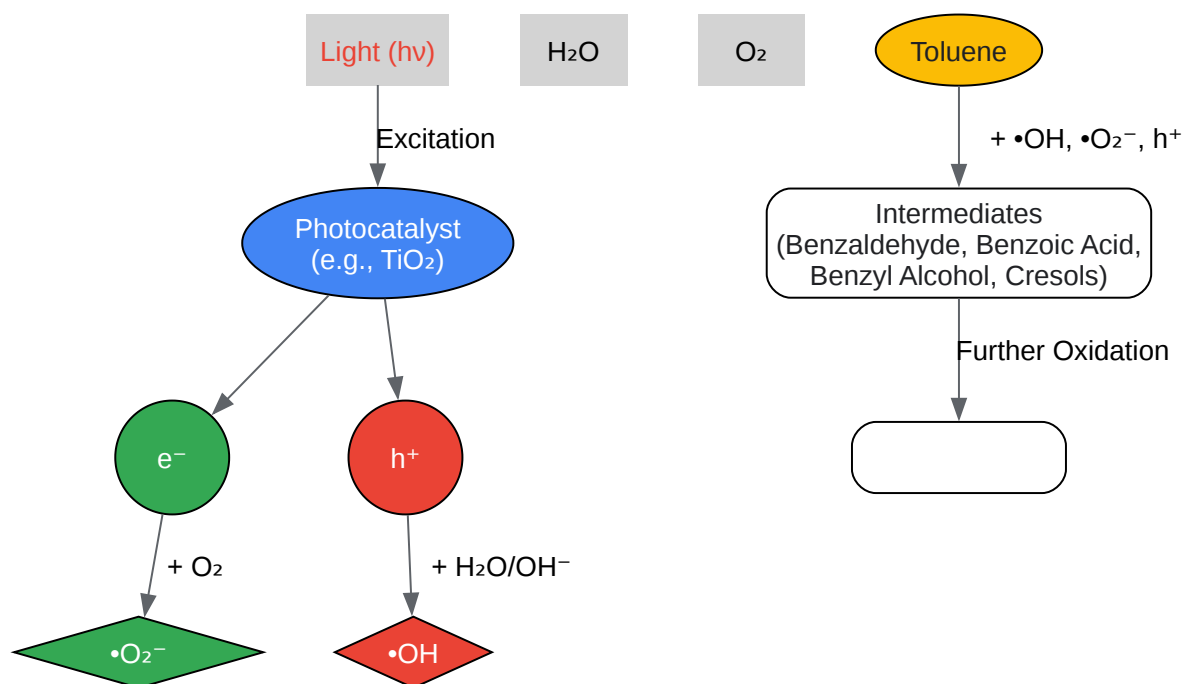 Light (hν)
H₂O
O₂
Toluene
Excitation
+ •OH, •O₂⁻, h⁺
Photocatalyst
(e.g., TiO₂)
Intermediates
(Benzaldehyde, Benzoic Acid,
Benzyl Alcohol, Cresols)
Further Oxidation
e⁻
h⁺
+ O₂
+ H₂O/OH⁻
•O₂⁻
•OH